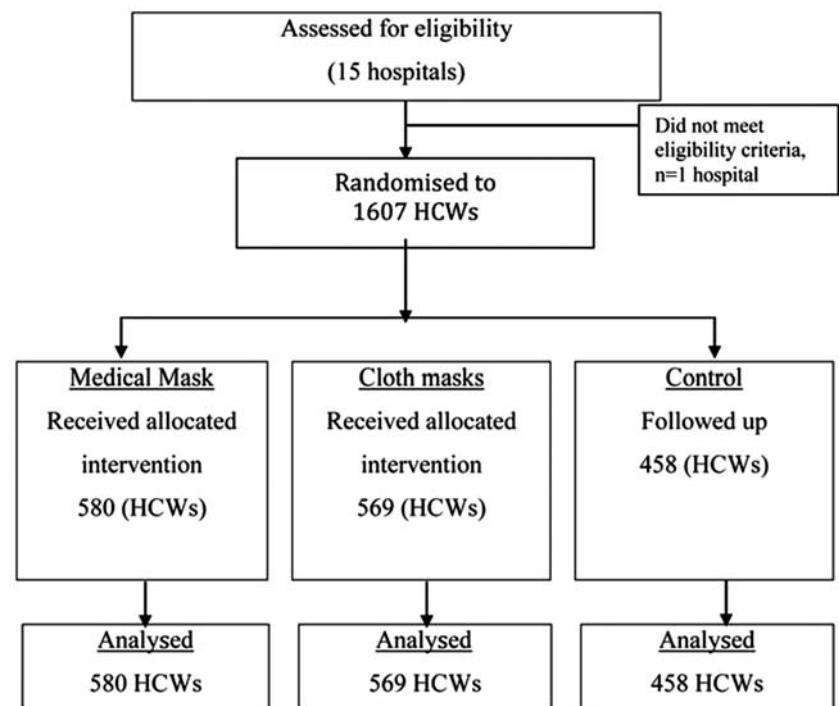 Assessed for eligibility
(15 hospitals)
Did not meet
eligibility criteria,
n=1 hospital
Randomised to
1607 HCWs
Medical Mask
Received allocated
intervention
580 (HCWs)
Cloth masks
Received allocated
intervention
569 (HCWs)
Control
Followed up
458 (HCWs)
Analysed
580 HCWs
Analysed
569 HCWs
Analysed
458 HCWs